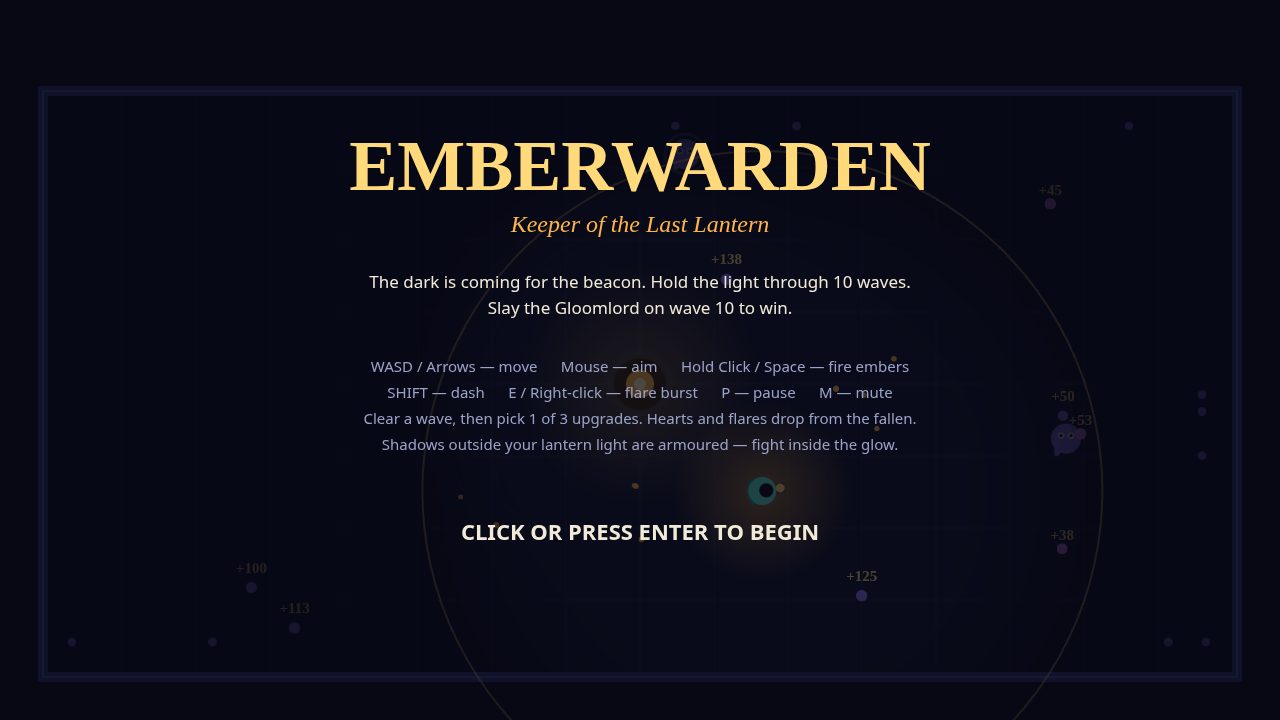 EMBERWARDEN
Keeper of the Last Lantern
+45
+138
The dark is coming for the beacon. Hold the light through 10 waves.
Slay the Gloomlord on wave 10 to win.
WASD / Arrows — move Mouse — aim Hold Click / Space — fire embers
SHIFT — dash E / Right-click — flare burst P — pause M — mute
+50
Clear a wave, then pick 1 of 3 upgrades. Hearts and flares drop from the fallen.
+53
Shadows outside your lantern light are armoured — fight inside the glow.
CLICK OR PRESS ENTER TO BEGIN
+38
+100
+125
+113